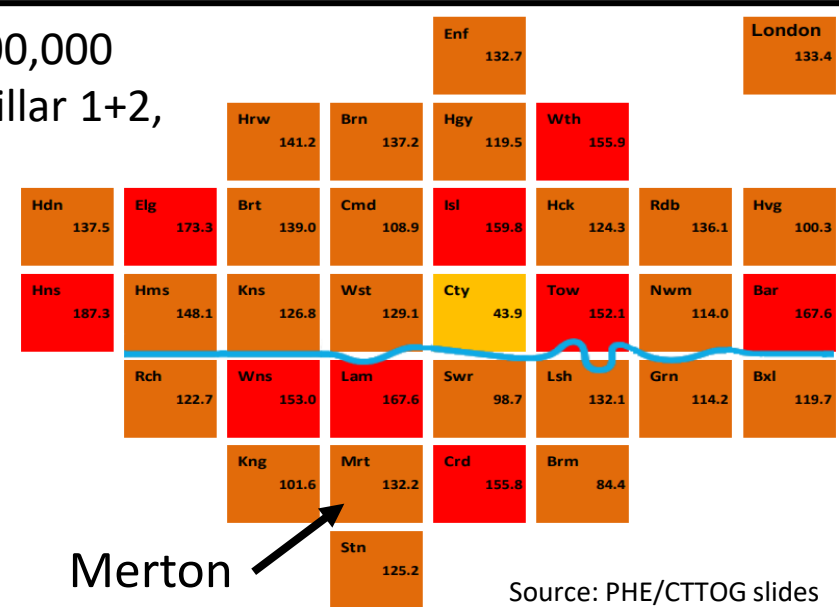 00,000
illar 1+2,
Enf
132.7
London
133.4
Hrw
141.2
Brn
137.2
Hgy
119.5
Wth
155.9
Hdn
137.5
Elg
173.3
Brt
139.0
Cmd
108.9
Isl
159.8
Hck
124.3
Rdb
136.1
Hvg
100.3
Hns
187.3
Hms
148.1
Kns
126.8
Wst
129.1
Cty
43.9
Tow
152.1
Nwm
114.0
Bar
167.6
Rch
122.7
Wns
153.0
Lam
167.6
Swr
98.7
Lsh
132.1
Grn
114.2
Bxl
119.7
Kng
101.6
Mrt
132.2
Crd
155.8
Brm
84.4
Merton
Stn
125.2
Source: PHE/CTTOG slides